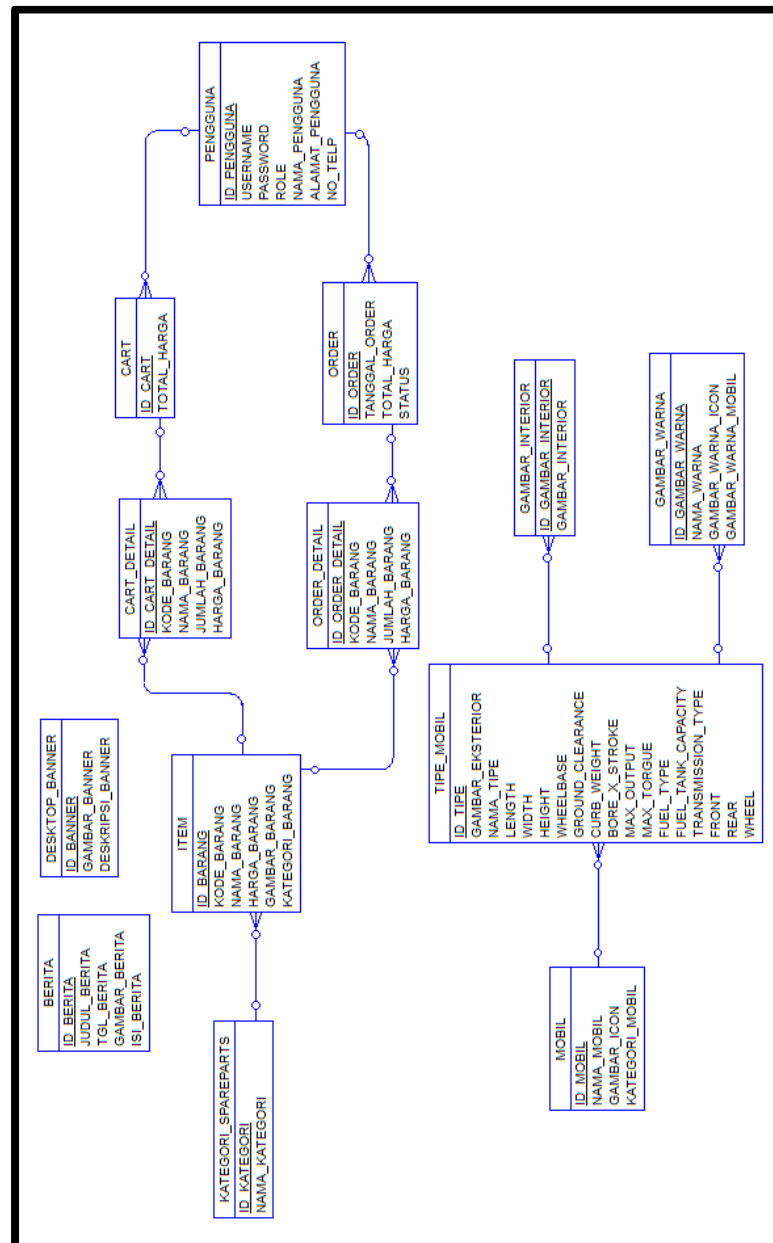 BERITA
ID_BERITA
JUDUL_BERITA
TGL_BERITA
GAMBAR_BERITA
ISI_BERITA
DESKTOP_BANNER
ID_BANNER
GAMBAR_BANNER
DESKRIPSI_BANNER
CART_DETAIL
ID_CART_DETAIL
KODE_BARANG
NAMA_BARANG
JUMLAH_BARANG
HARGA_BARANG
CART
ID_CART
TOTAL_HARGA
PENGGUNA
ID_PENGGUNA
USERNAME
PASSWORD
ROLE
NAMA_PENGGUNA
ALAMAT_PENGGUNA
NO_TELP
KATEGORI_SPAREPARTS
ID_KATEGORI
NAMA_KATEGORI
ITEM
ID_BARANG
KODE_BARANG
NAMA_BARANG
HARGA_BARANG
GAMBAR_BARANG
KATEGORI_BARANG
ORDER_DETAIL
ID_ORDER_DETAIL
KODE_BARANG
NAMA_BARANG
JUMLAH_BARANG
HARGA_BARANG
ORDER
ID_ORDER
TANGGAL_ORDER
TOTAL_HARGA
STATUS
MOBIL
ID_MOBIL
NAMA_MOBIL
GAMBAR_ICON
KATEGORI_MOBIL
TIPE_MOBIL
ID_TIPE
GAMBAR_EKSTERIOR
NAMA_TIPE
LENGTH
WIDTH
HEIGHT
WHEELBASE
GROUND_CLEARANCE
CURB_WEIGHT
BORE_X_STROKE
MAX_OUTPUT
MAX_TORGUE
FUEL_TYPE
FUEL_TANK_CAPACITY
TRANSMISSION_TYPE
FRONT
REAR
WHEEL
GAMBAR_INTERIOR
ID_GAMBAR_INTERIOR
GAMBAR_INTERIOR
GAMBAR_WARNA
ID_GAMBAR_WARNA
NAMA_WARNA
GAMBAR_WARNA_ICON
GAMBAR_WARNA_MOBIL